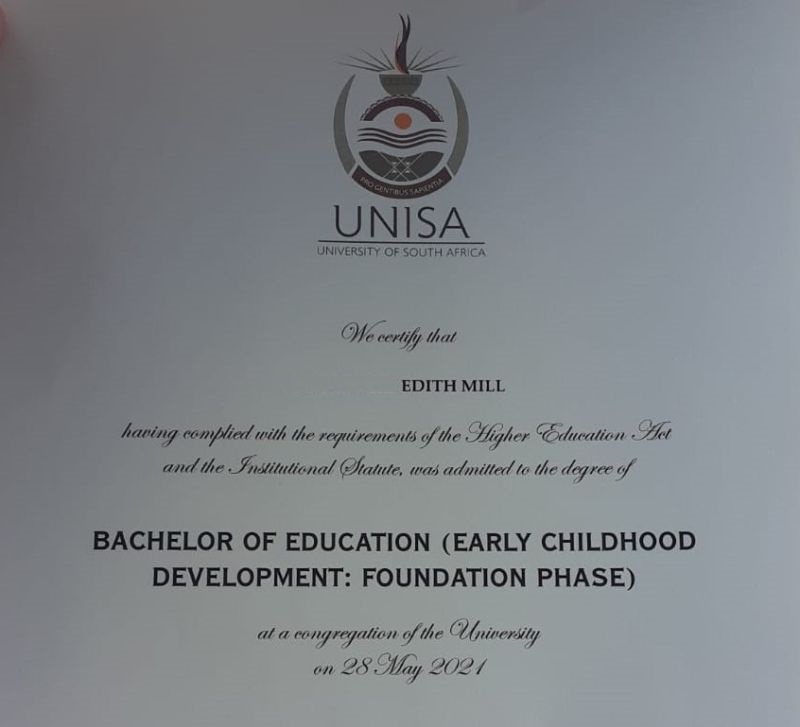 PRO GENTIBUS SAPIENTIA
UNISA
UNIVERSITY OF SOUTH AFRICA
We certify that
EDITH MILL
having complied with the requirements of the Higher Education Act
and the Institutional Statute, was admitted to the degree of
BACHELOR OF EDUCATION (EARLY CHILDHOOD
DEVELOPMENT: FOUNDATION PHASE)
at a congregation of the University
on 28 May 2021